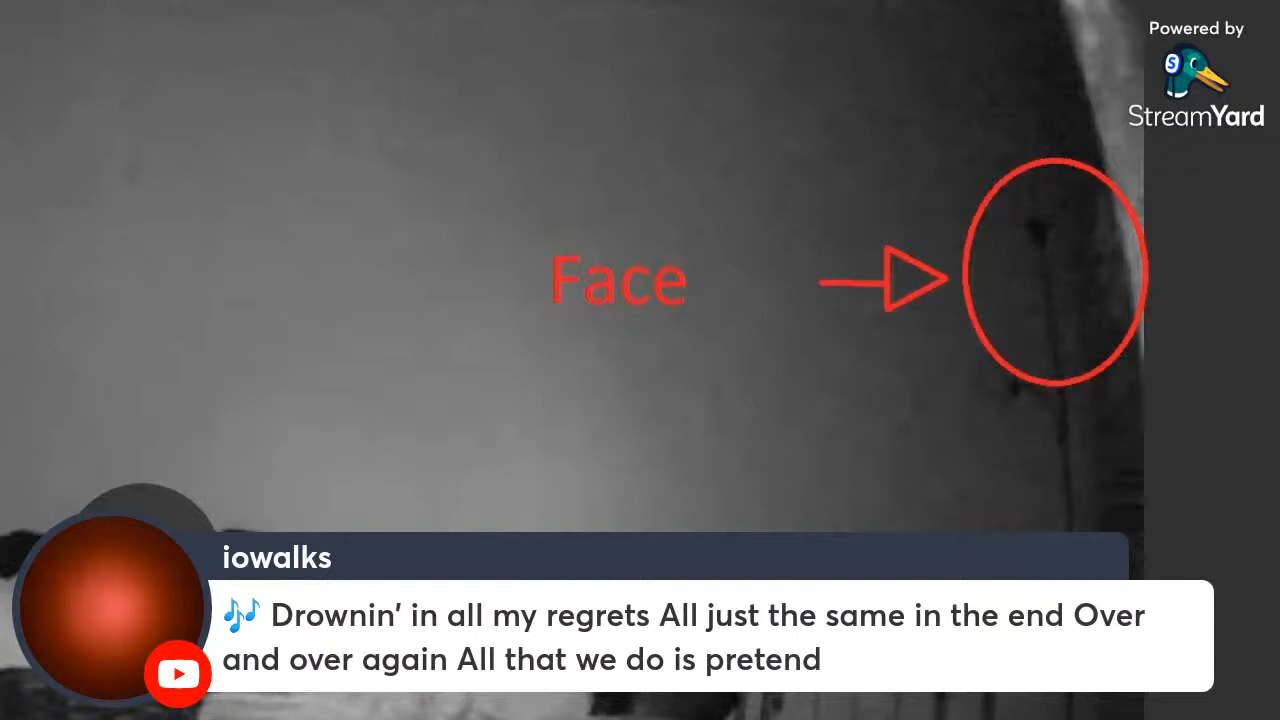 Powered by
StreamYard
Face
iowalks
🎶 Drownin' in all my regrets All just the same in the end Over
and over again All that we do is pretend